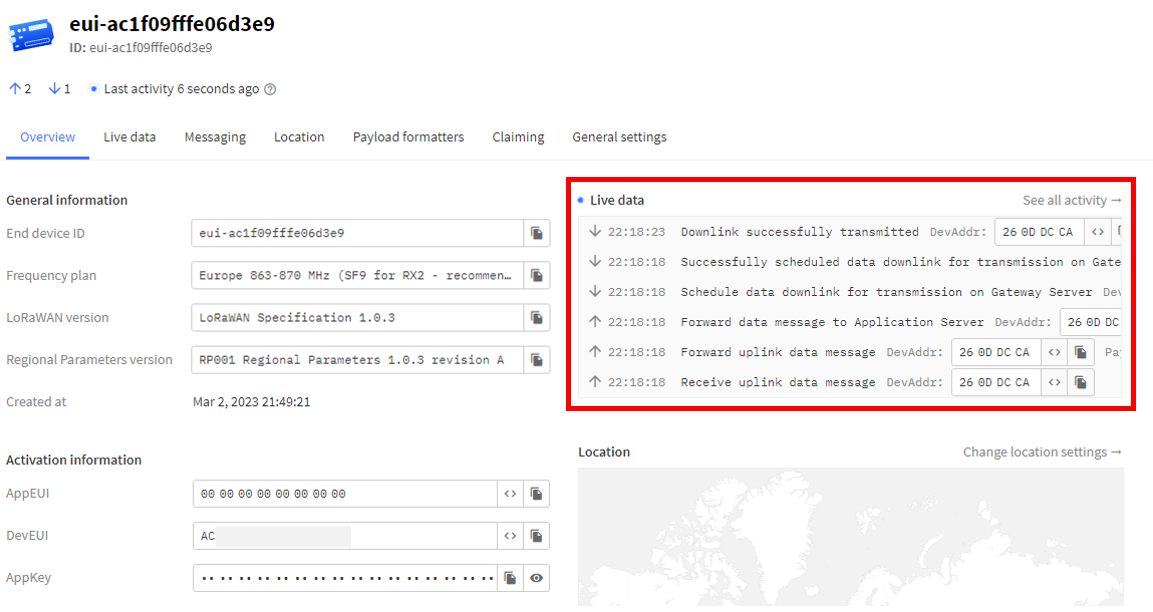 eui-ac1f09fffe06d3e9
ID: eui-ac1f09fffe06d3e9
↑ 2 ↓ 1 • Last activity 6 seconds ago
Overview Live data Messaging Location Payload formatters Claiming General settings
General information
End device ID eui-ac1f09fffe06d3e9
Frequency plan Europe 863-870 MHz (SF9 for RX2 - recommen…
LoRaWAN version LoRaWAN Specification 1.0.3
Regional Parameters version RP001 Regional Parameters 1.0.3 revision A
Created at Mar 2, 2023 21:49:21
Activation information
AppEUI 00 00 00 00 00 00 00 00
DevEUI AC
AppKey
Live data See all activity →
↓ 22:18:23 Downlink successfully transmitted DevAddr: 26 0D DC CA <>
↓ 22:18:18 Successfully scheduled data downlink for transmission on Gate
↓ 22:18:18 Schedule data downlink for transmission on Gateway Server Dev
↑ 22:18:18 Forward data message to Application Server DevAddr: 26 0D DC
↑ 22:18:18 Forward uplink data message DevAddr: 26 0D DC CA <> Pa
↑ 22:18:18 Receive uplink data message DevAddr: 26 0D DC CA <>
Location Change location settings →